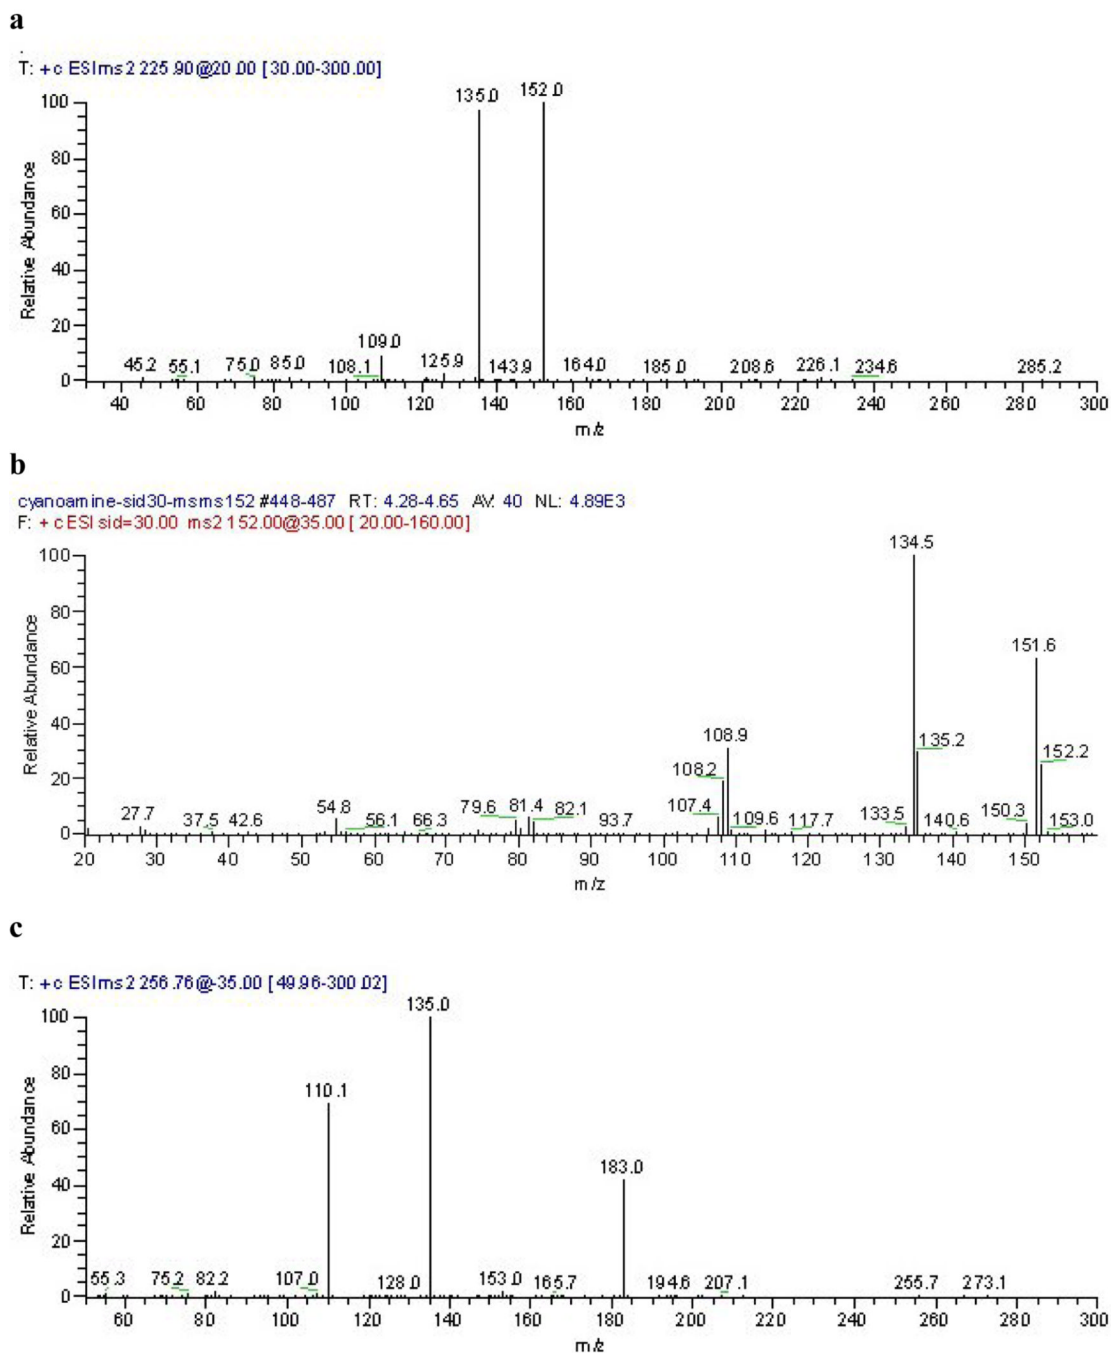 a
T: + c ESI ms2 225.90@20.00 [30.00-300.00]
Relative Abundance
100
80
60
40
20
0
135.0
152.0
109.0
45.2 55.1 75.0 85.0 108.1 125.9 143.9 164.0 185.0 208.6 226.1 234.6 285.2
40 60 80 100 120 140 160 180 200 220 240 260 280 300
m/z
b
cyanoamine-sid30-msms152 #448-487 RT: 4.28-4.65 AV: 40 NL: 4.89E3
F: + c ESI sid=30.00 ms2 152.00@35.00 [ 20.00-160.00]
Relative Abundance
100
80
60
40
20
0
134.5
151.6
108.9
135.2
152.2
108.2
27.7 37.5 42.6 54.8 56.1 66.3 79.6 81.4 82.1 93.7 107.4 109.6 117.7 133.5 140.6 150.3 153.0
20 30 40 50 60 70 80 90 100 110 120 130 140 150
m/z
c
T: + c ESI ms2 256.76@-35.00 [49.96-300.02]
Relative Abundance
100
80
60
40
20
0
135.0
110.1
183.0
55.3 75.2 82.2 107.0 128.0 153.0 165.7 194.6 207.1 255.7 273.1
60 80 100 120 140 160 180 200 220 240 260 280 300
m/z